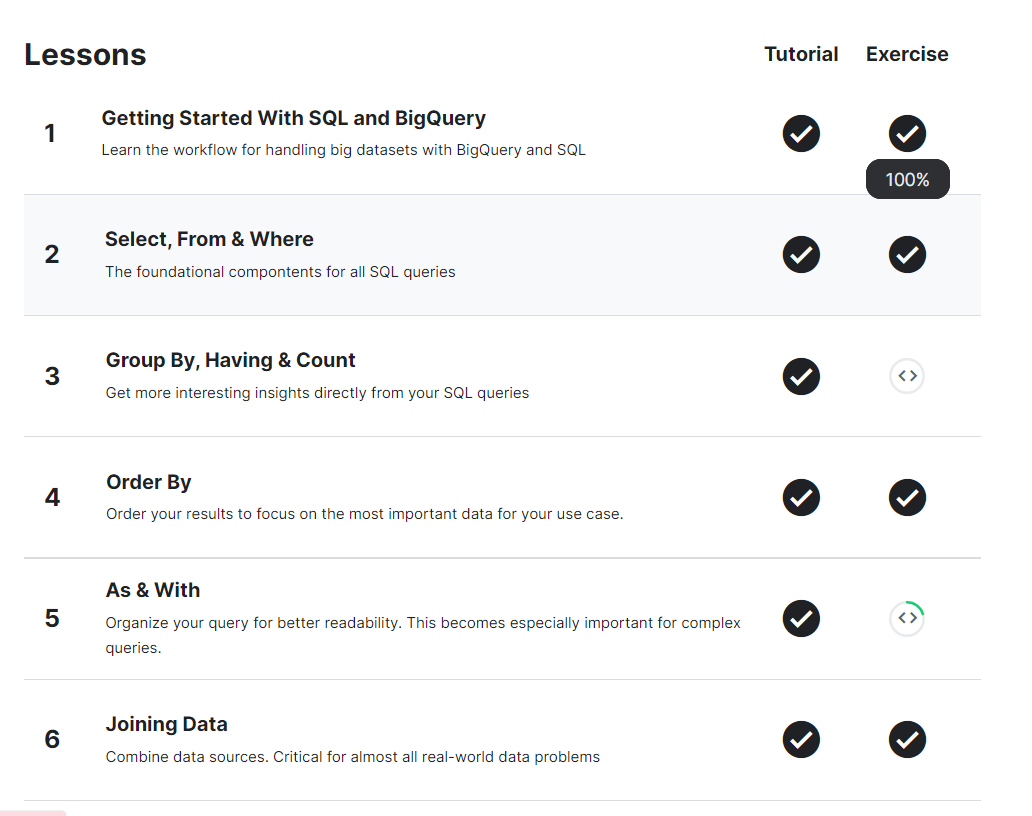 Lessons Tutorial Exercise
1 Getting Started With SQL and BigQuery
Learn the workflow for handling big datasets with BigQuery and SQL
100%
2 Select, From & Where
The foundational compontents for all SQL queries
3 Group By, Having & Count
Get more interesting insights directly from your SQL queries
<>
4 Order By
Order your results to focus on the most important data for your use case.
5 As & With
Organize your query for better readability. This becomes especially important for complex
queries.
<>
6 Joining Data
Combine data sources. Critical for almost all real-world data problems